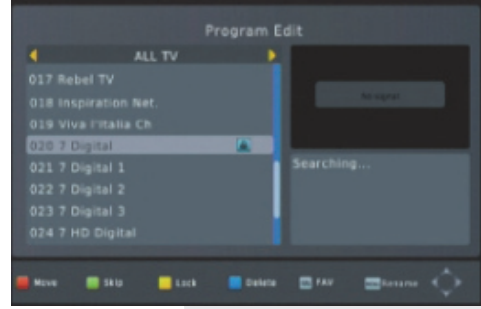 Program Edit
ALL TV
017 Rebel TV
018 Inspiration Net.
019 Viva l'Italia Ch
020 7 Digital
021 7 Digital 1
022 7 Digital 2
023 7 Digital 3
024 7 HD Digital
No signal
Searching...
Move Skip Lock Delete FAV Rename